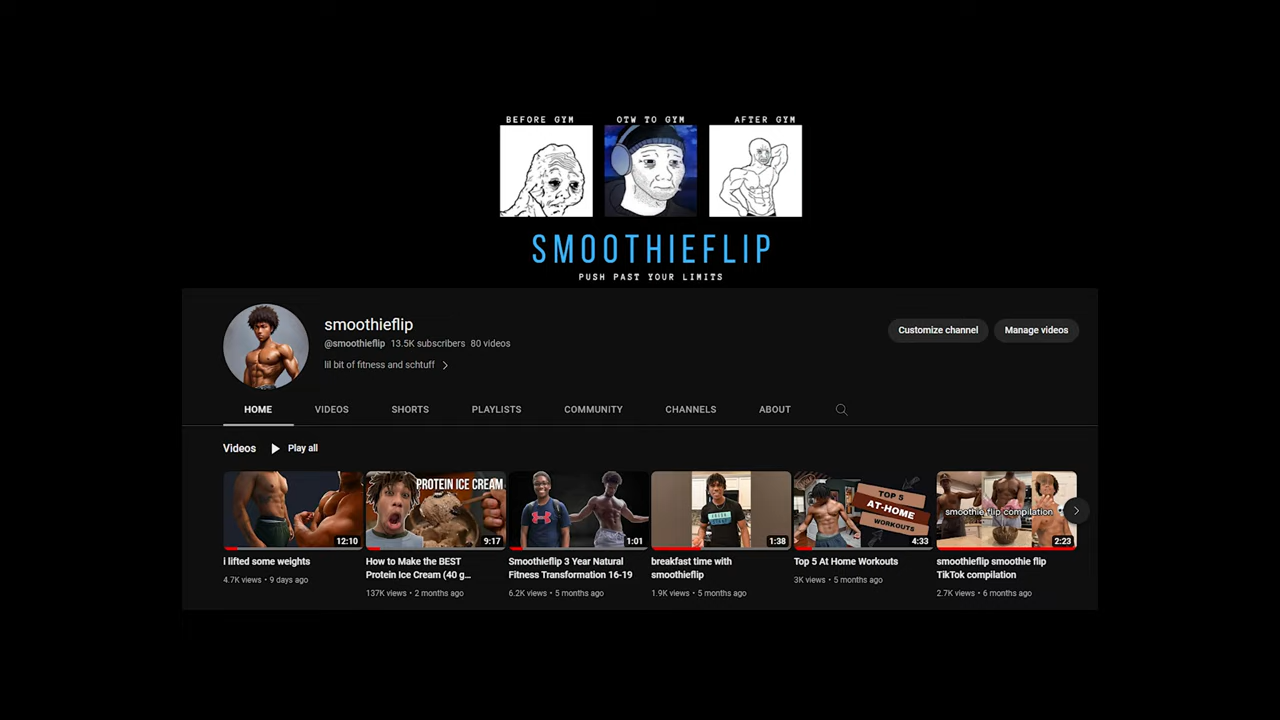 BEFORE GYM
OTW TO GYM
AFTER GYM
SMOOTHIEFLIP
PUSH PAST YOUR LIMITS
smoothieflip
@smoothieflip 13.5K subscribers 80 videos
lil bit of fitness and schtuff
Customize channel
Manage videos
HOME
VIDEOS
SHORTS
PLAYLISTS
COMMUNITY
CHANNELS
ABOUT
Videos
Play all
12:10
i lifted some weights
4.7K views • 9 days ago
PROTEIN ICE CREAM
9:17
How to Make the BEST
Protein Ice Cream (40 g...
137K views • 2 months ago
1:01
Smoothieflip 3 Year Natural
Fitness Transformation 16-19
6.2K views • 5 months ago
1:38
breakfast time with
smoothieflip
1.9K views • 5 months ago
TOP 5
AT-HOME
WORKOUTS
4:33
Top 5 At Home Workouts
3K views • 5 months ago
smoothie flip compilation
2:23
smoothieflip smoothie flip
TikTok compilation
2.7K views • 6 months ago